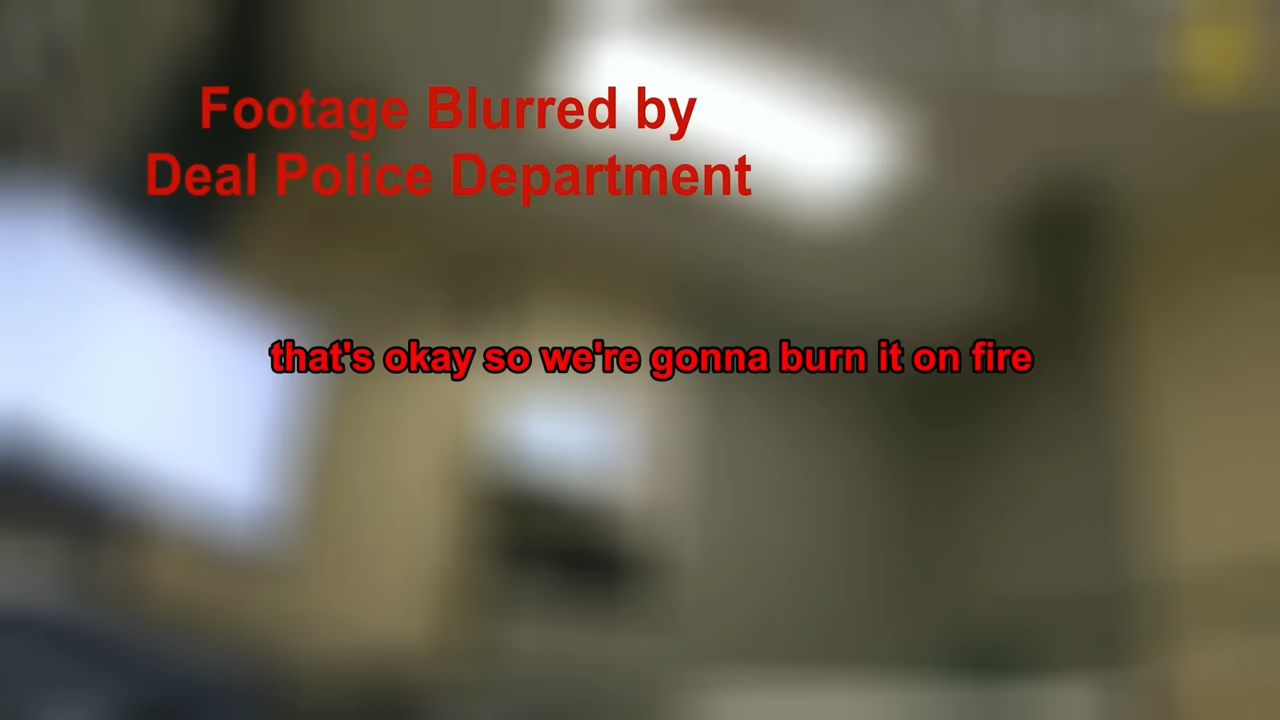 Footage Blurred by
Deal Police Department
that's okay so we're gonna burn it on fire